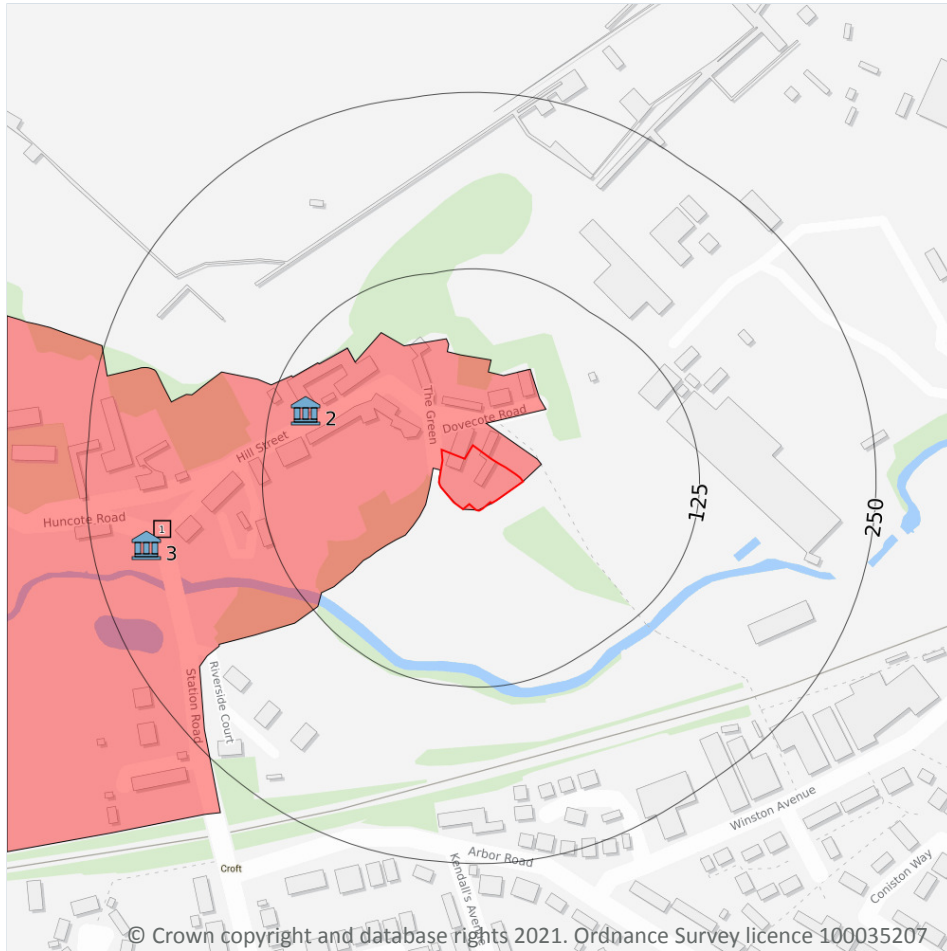 2
The Green
Dovecote Road
Hill Street
125
250
Huncote Road
1
3
Station Road
Riverside Court
Winston Avenue
Arbor Road
Croft
Kendall's Avenue
Coniston Way
© Crown copyright and database rights 2021. Ordnance Survey licence 100035207